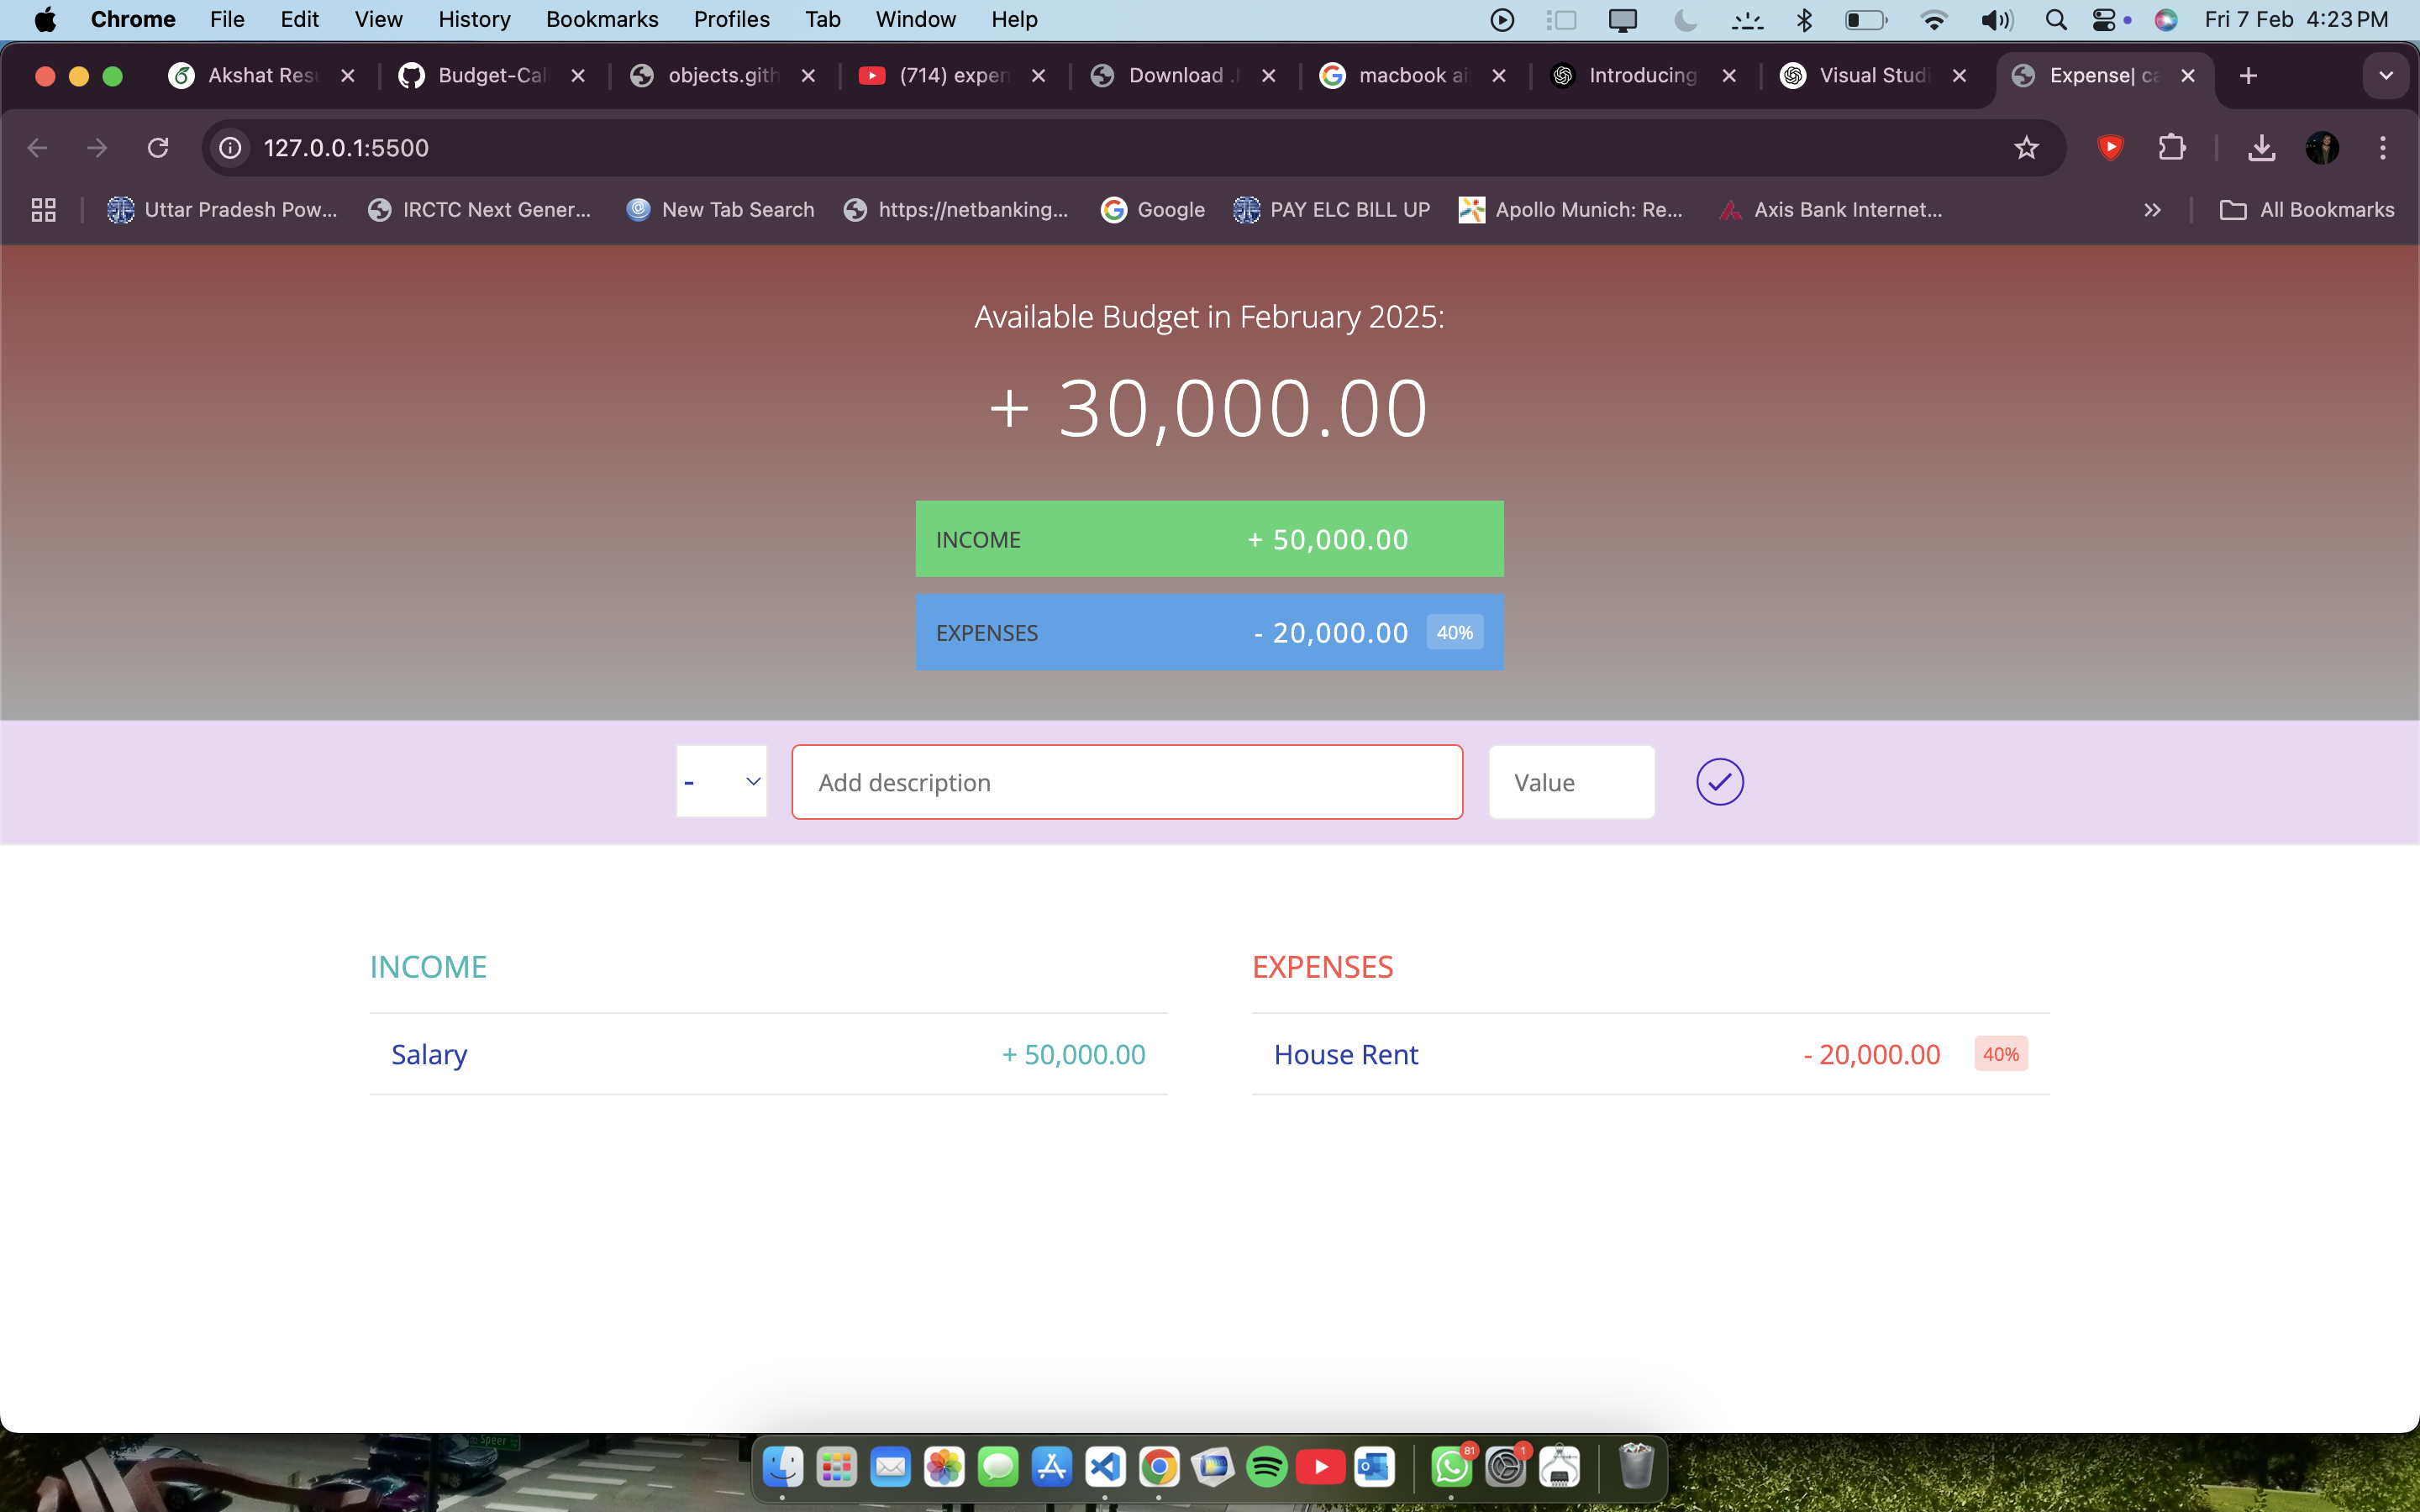 Chrome File Edit View History Bookmarks Profiles Tab Window Help Fri 7 Feb 4:23 PM
Akshat Res Budget-Cal objects.gith (714) expen Download . macbook ai Introducing Visual Studi Expense| ca
127.0.0.1:5500
Uttar Pradesh Pow... IRCTC Next Gener... New Tab Search https://netbanking... Google PAY ELC BILL UP Apollo Munich: Re... Axis Bank Internet... » All Bookmarks
Available Budget in February 2025:
+ 30,000.00
INCOME + 50,000.00
EXPENSES - 20,000.00 40%
- Add description Value
INCOME EXPENSES
Salary + 50,000.00 House Rent - 20,000.00 40%
Speer
81 1